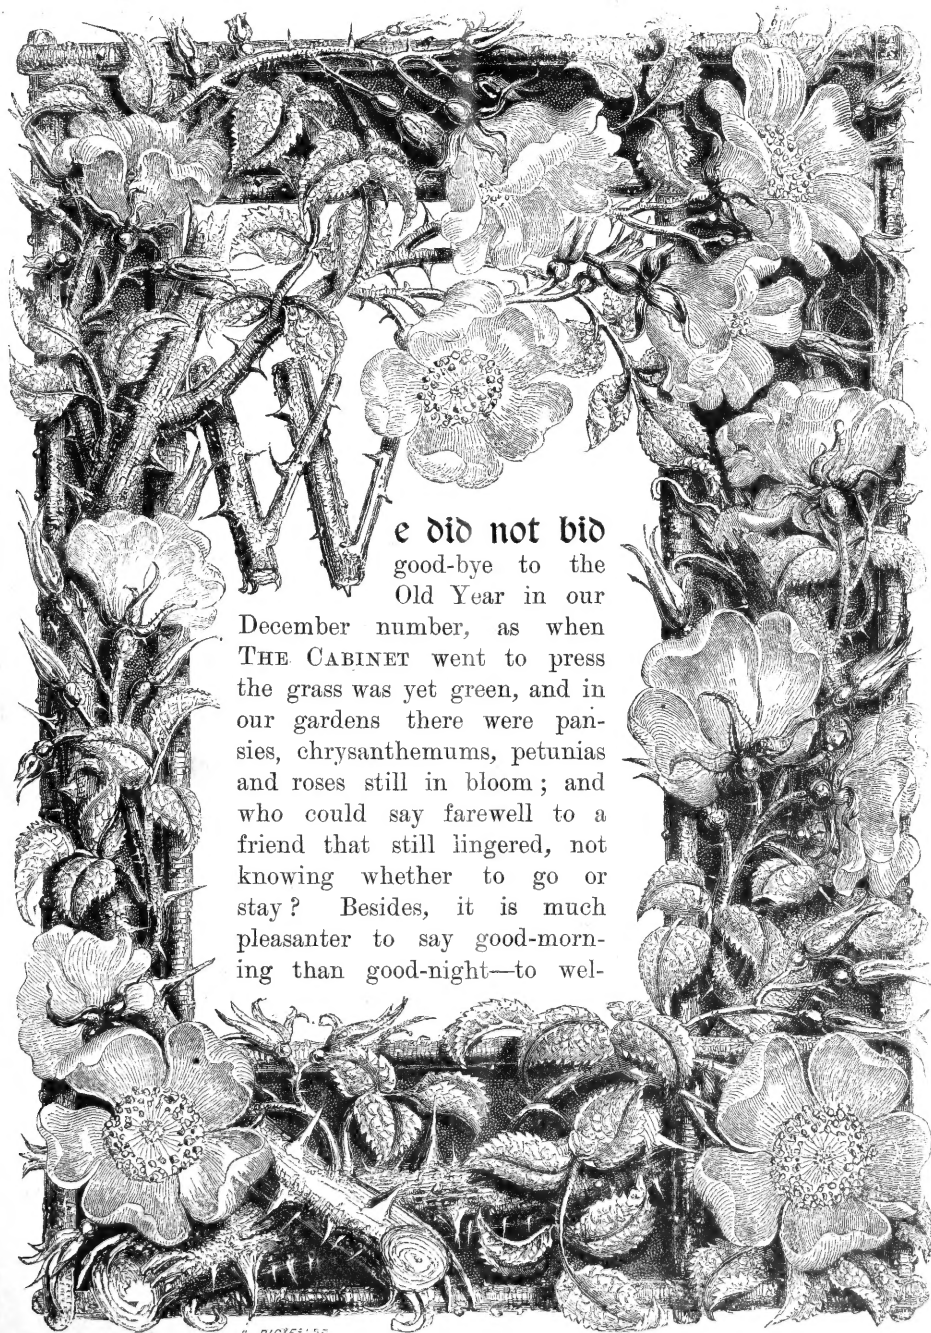 We did not bid
good-bye to the
Old Year in our
December number, as when
THE CABINET went to press
the grass was yet green, and in
our gardens there were pan-
sies, chrysanthemums, petunias
and roses still in bloom; and
who could say farewell to a
friend that still lingered, not
knowing whether to go or
stay? Besides, it is much
pleasanter to say good-morn-
ing than good-night—to wel-